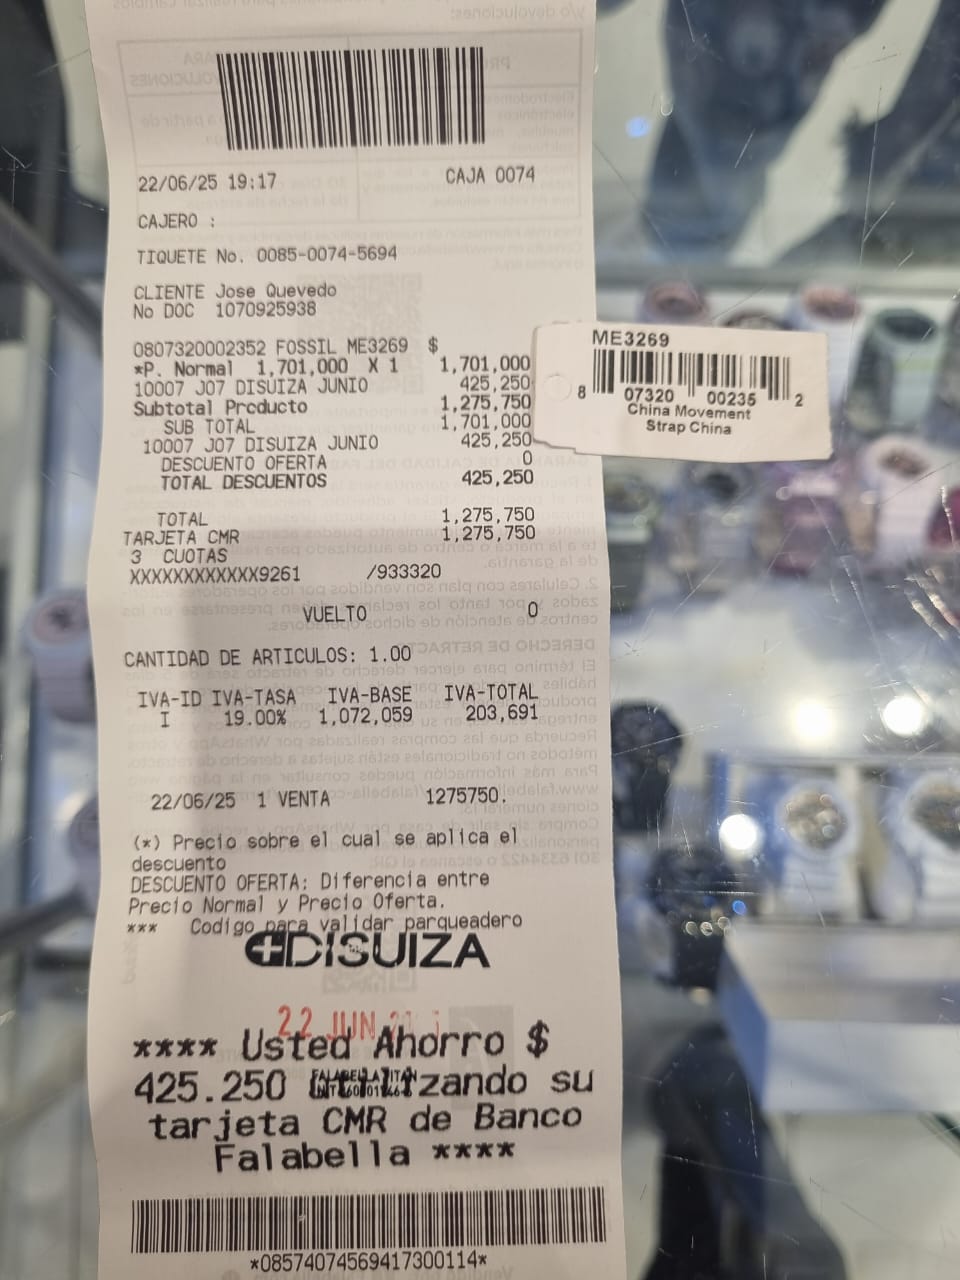 22/06/25 19:17 CAJA 0074
CAJERO :
TIQUETE No. 0085-0074-5694
CLIENTE Jose Quevedo
No DOC 1070925938
0807320002352 FOSSIL ME3269 $
*P. Normal 1,701,000 X 1 1,701,000
10007 J07 DISUIZA JUNIO 425,250
Subtotal Producto 1,275,750
SUB TOTAL 1,701,000
10007 J07 DISUIZA JUNIO 425,250
DESCUENTO OFERTA 0
TOTAL DESCUENTOS 425,250
TOTAL 1,275,750
TARJETA CMR 1,275,750
3 CUOTAS
XXXXXXXXXXXX9261 /933320
VUELTO 0
CANTIDAD DE ARTICULOS: 1.00
IVA-ID IVA-TASA IVA-BASE IVA-TOTAL
I 19.00% 1,072,059 203,691
22/06/25 1 VENTA 1275750.
(*) Precio sobre el cual se aplica el
descuento
DESCUENTO OFERTA: Diferencia entre
Precio Normal y Precio Oferta.
*** Codigo para validar parqueadero
DISUIZA
22 JUN
**** Usted Ahorro $
425.250 utilizando su
tarjeta CMR de Banco
Falabella ****
*08574074569417300114*
ME3269
8 07320 00235 2
China Movement
Strap China